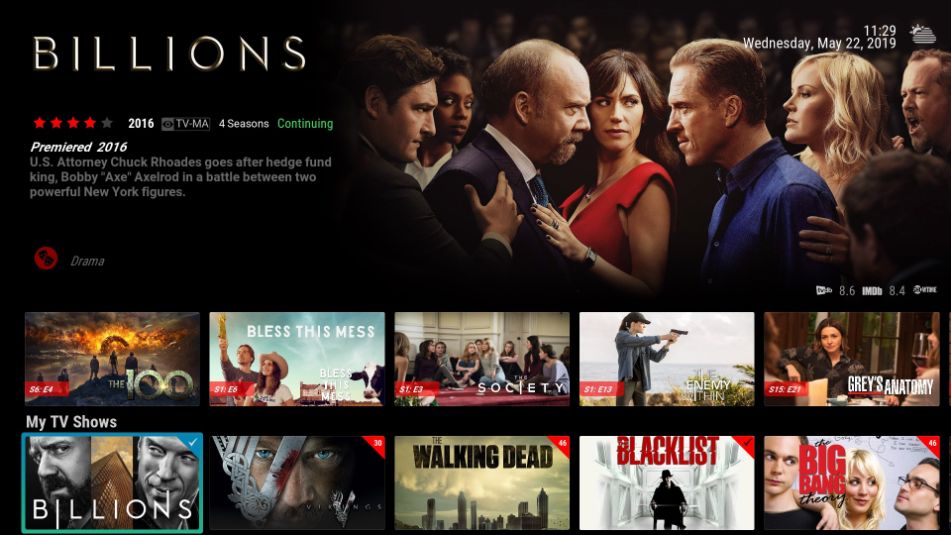 BILLIONS
11:29
Wednesday, May 22, 2019
2016 TV-MA 4 Seasons Continuing
Premiered 2016
U.S. Attorney Chuck Rhoades goes after hedge fund
king, Bobby "Axe" Axelrod in a battle between two
powerful New York figures.
Drama
8.6 IMDb 8.4 SHOWTIME
THE 100
S6: E4
BLESS THIS MESS
BLESS
THIS
MESS
S1: E6
THE
SOCIETY
S1: E3
THE
ENEMY
WITHIN
S1: E13
GREY'S ANATOMY
S15: E21
My TV Shows
BILLIONS
VIKINGS
30
THE
WALKING DEAD
46
BLACKLIST
the
BIG
BANG
theory
46